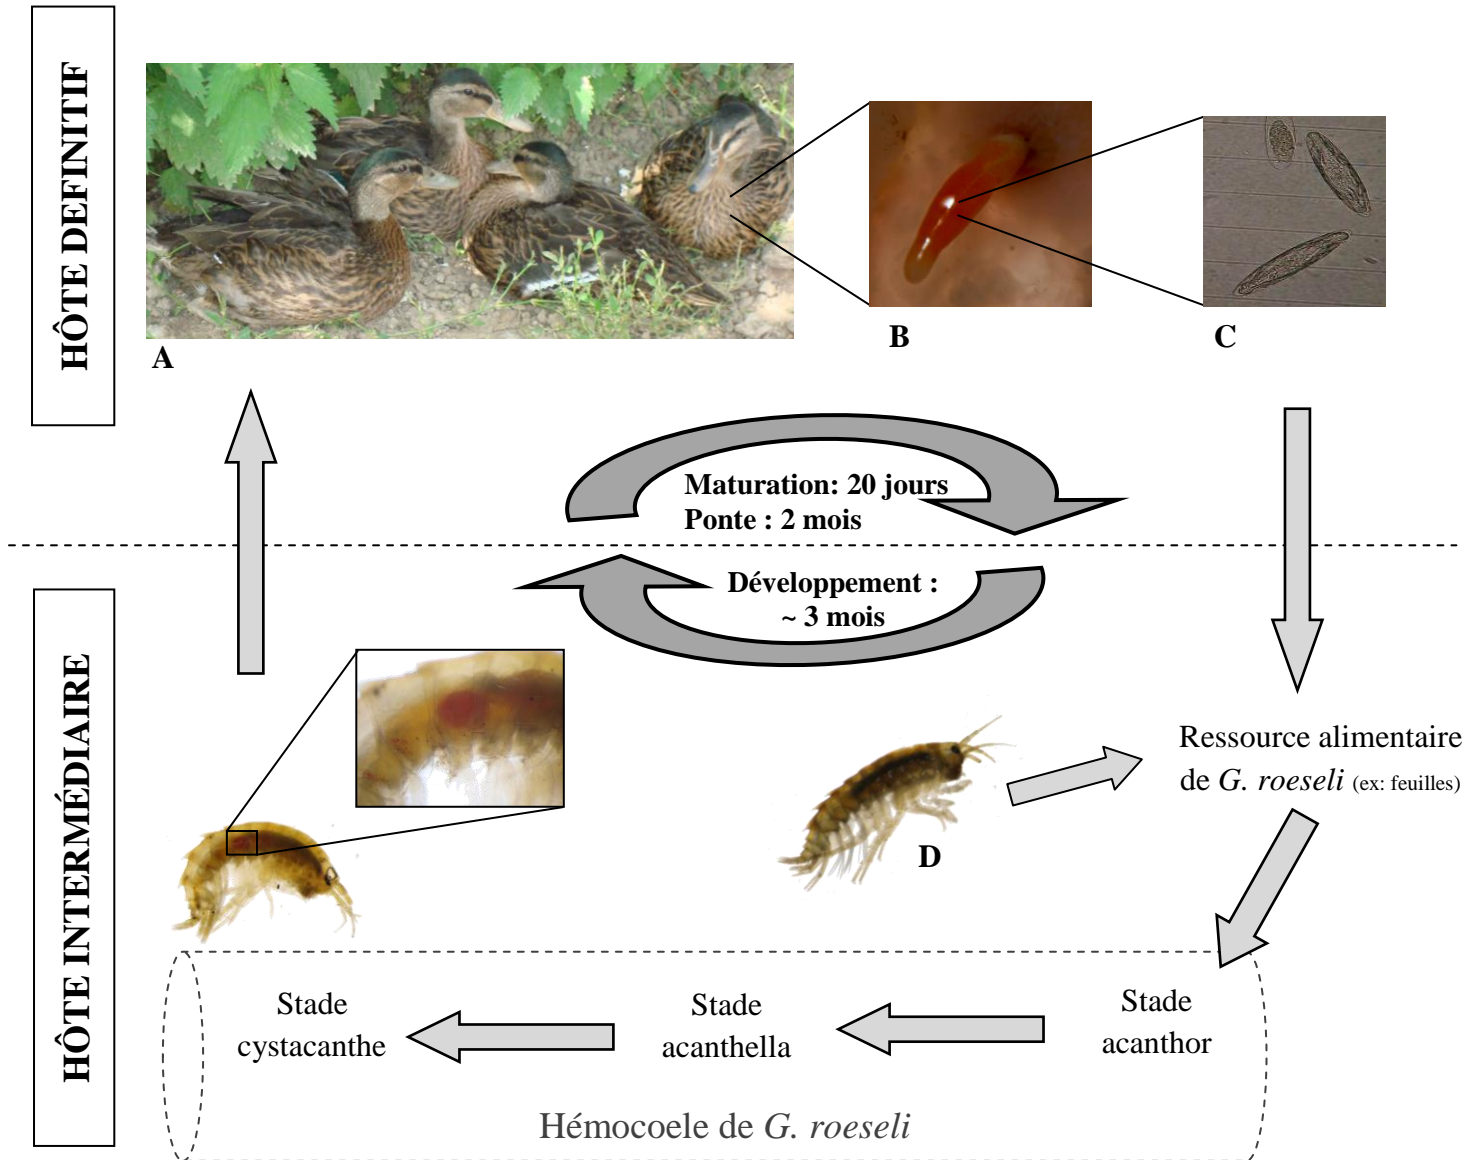 HÔTE DEFINITIF
A
B
C
Maturation: 20 jours
Ponte : 2 mois
Développement :
~ 3 mois
HÔTE INTERMÉDIAIRE
Ressource alimentaire
de G. roeseli (ex: feuilles)
D
Stade
cystacanthe
Stade
acanthella
Stade
acanthor
Hémocoele de G. roeseli